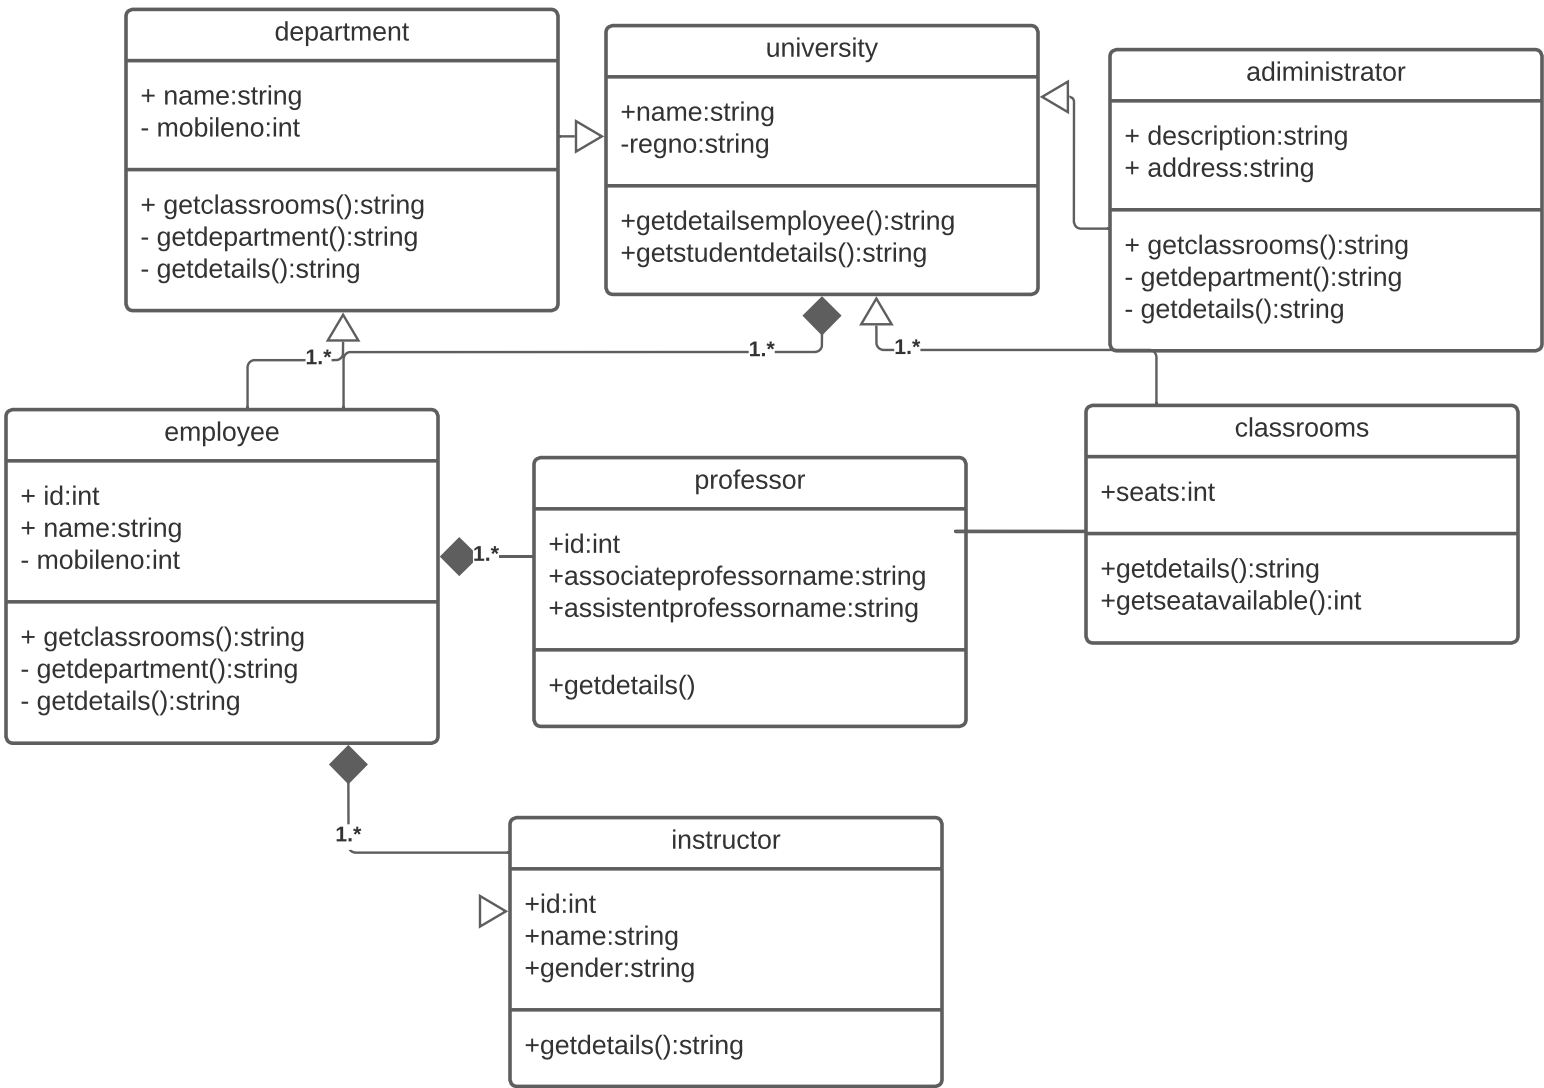 department
+ name:string
- mobileno:int
+ getclassrooms():string
- getdepartment():string
- getdetails():string
university
+name:string
-regno:string
+getdetailsemployee():string
+getstudentdetails():string
adiministrator
+ description:string
+ address:string
+ getclassrooms():string
- getdepartment():string
- getdetails():string
1.*
1.*
1.*
employee
+ id:int
+ name:string
- mobileno:int
+ getclassrooms():string
- getdepartment():string
- getdetails():string
1.*
professor
+id:int
+associateprofessorname:string
+assistentprofessorname:string
+getdetails()
classrooms
+seats:int
+getdetails():string
+getseatavailable():int
1.*
instructor
+id:int
+name:string
+gender:string
+getdetails():string